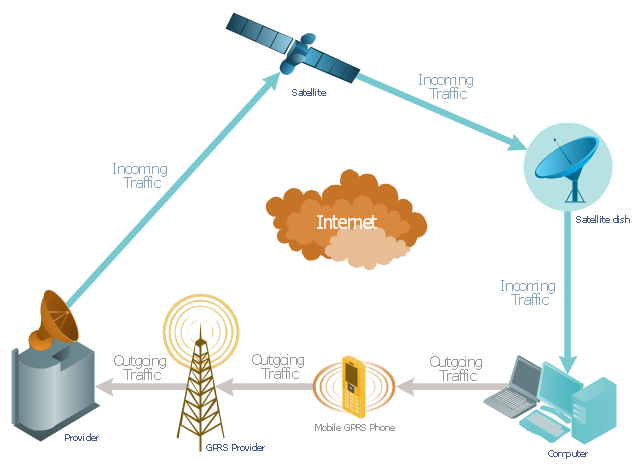 Satellite
Incoming
Traffic
Incoming
Traffic
Internet
Satellite dish
Incoming
Traffic
Outgoing
Traffic
Outgoing
Traffic
Outgoing
Traffic
Mobile GPRS Phone
Provider
GPRS Provider
Computer